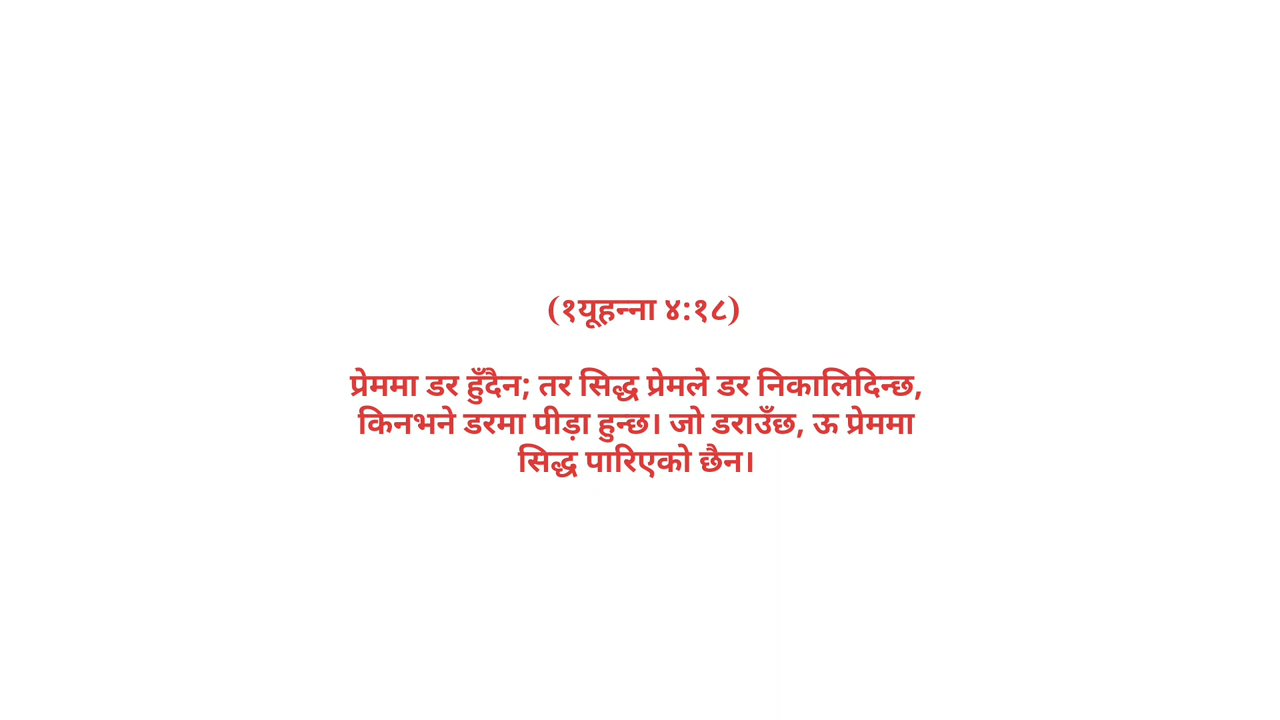 (१यूहन्ना ४:१८)
प्रेममा डर हुँदैन; तर सिद्ध प्रेमले डर निकालिदिन्छ,
किनभने डरमा पीड़ा हुन्छ। जो डराउँछ, ऊ प्रेममा
सिद्ध पारिएको छैन।